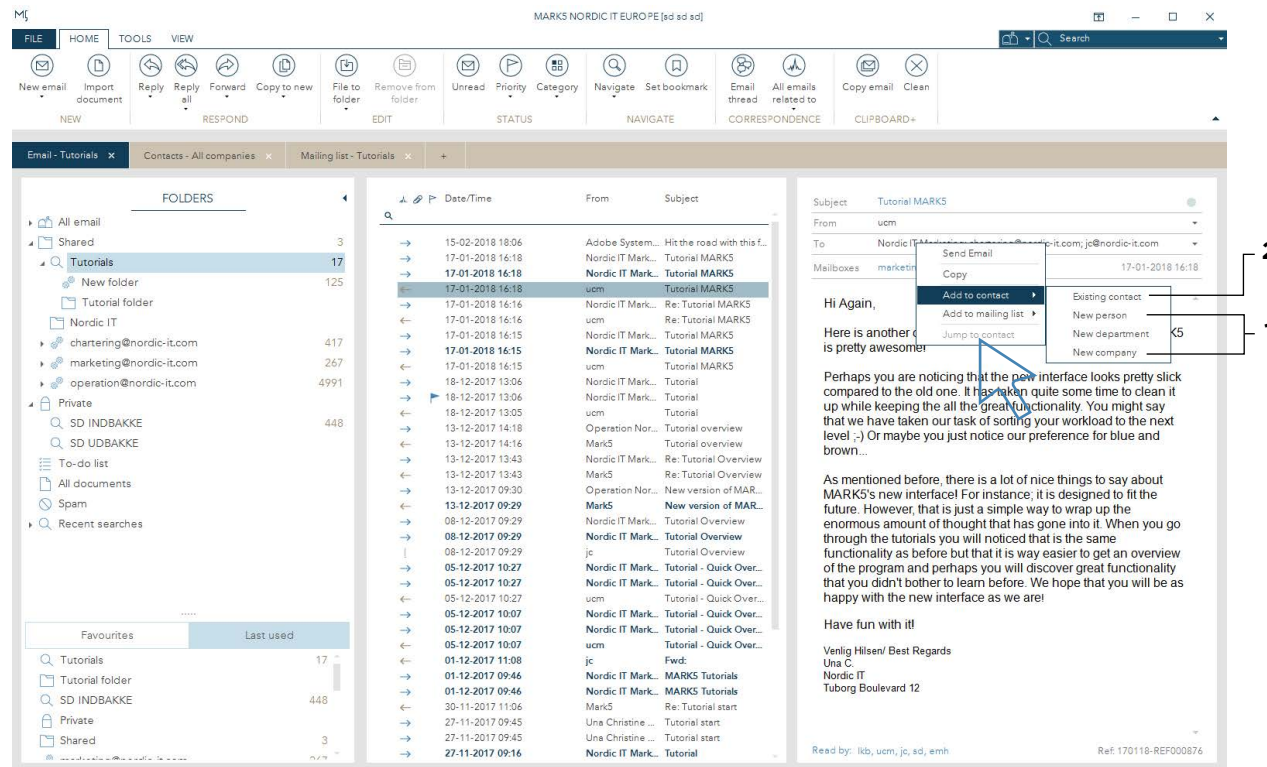 M5
MARK5 NORDIC IT EUROPE [sd sd sd]
FILE HOME TOOLS VIEW
Search
New email
Import document
Reply
Reply all
Forward
Copy to new
File to folder
Remove from folder
Unread
Priority
Category
Navigate
Set bookmark
Email thread
All emails related to
Copy email
Clean
NEW RESPOND EDIT STATUS NAVIGATE CORRESPONDENCE CLIPBOARD+
Email - Tutorials x Contacts - All companies x Mailing list - Tutorials x +
FOLDERS
All email
Shared 3
Tutorials 17
New folder 125
Tutorial folder
Nordic IT
chartering@nordic-it.com 417
marketing@nordic-it.com 267
operation@nordic-it.com 4991
Private
SD INDBAKKE 448
SD UDBAKKE
To-do list
All documents
Spam
Recent searches
Favourites Last used
Tutorials 17
Tutorial folder
SD INDBAKKE 448
Private
Shared 3
Date/Time From Subject
15-02-2018 18:06 Adobe System... Hit the road with this f...
17-01-2018 16:18 Nordic IT Mark... Tutorial MARK5
17-01-2018 16:18 Nordic IT Mark... Tutorial MARK5
17-01-2018 16:18 ucm Tutorial MARK5
17-01-2018 16:16 Nordic IT Mark... Re: Tutorial MARK5
17-01-2018 16:16 ucm Re: Tutorial MARK5
17-01-2018 16:15 Nordic IT Mark... Tutorial MARK5
17-01-2018 16:15 Nordic IT Mark... Tutorial MARK5
17-01-2018 16:15 ucm Tutorial MARK5
18-12-2017 13:06 Nordic IT Mark... Tutorial
18-12-2017 13:06 Nordic IT Mark... Tutorial
18-12-2017 13:05 ucm Tutorial
13-12-2017 14:18 Operation Nor... Tutorial overview
13-12-2017 14:16 Mark5 Tutorial overview
13-12-2017 13:43 Nordic IT Mark... Re: Tutorial Overview
13-12-2017 13:43 Mark5 Re: Tutorial Overview
13-12-2017 09:30 Operation Nor... New version of MAR...
13-12-2017 09:29 Mark5 New version of MAR...
08-12-2017 09:29 Nordic IT Mark... Tutorial Overview
08-12-2017 09:29 Nordic IT Mark... Tutorial Overview
08-12-2017 09:29 jc Tutorial Overview
05-12-2017 10:27 Nordic IT Mark... Tutorial - Quick Over...
05-12-2017 10:27 Nordic IT Mark... Tutorial - Quick Over...
05-12-2017 10:27 ucm Tutorial - Quick Over...
05-12-2017 10:07 Nordic IT Mark... Tutorial - Quick Over...
05-12-2017 10:07 Nordic IT Mark... Tutorial - Quick Over...
05-12-2017 10:07 ucm Tutorial - Quick Over...
01-12-2017 11:08 jc Fwd:
01-12-2017 09:46 Nordic IT Mark... MARK5 Tutorials
01-12-2017 09:46 Nordic IT Mark... MARK5 Tutorials
30-11-2017 11:06 Mark5 Re: Tutorial start
27-11-2017 09:45 Una Christine ... Tutorial start
27-11-2017 09:45 Una Christine ... Tutorial start
27-11-2017 09:16 Nordic IT Mark... Tutorial
Subject Tutorial MARK5
From ucm
To Nordic IT Marketing; chartering@nordic-it.com; jc@nordic-it.com
Mailboxes marketin 17-01-2018 16:18
Send Email
Copy
Add to contact
Add to mailing list
Jump to contact
Existing contact
New person
New department
New company
2
Hi Again,
Here is another K5
is pretty awesome!
Perhaps you are noticing that the new interface looks pretty slick
compared to the old one. It has taken quite some time to clean it
up while keeping the all the great functionality. You might say
that we have taken our task of sorting your workload to the next
level ;-) Or maybe you just notice our preference for blue and
brown...
As mentioned before, there is a lot of nice things to say about
MARK5's new interface! For instance; it is designed to fit the
future. However, that is just a simple way to wrap up the
enormous amount of thought that has gone into it. When you go
through the tutorials you will noticed that is the same
functionality as before but that it is way easier to get an overview
of the program and perhaps you will discover great functionality
that you didn't bother to learn before. We hope that you will be as
happy with the new interface as we are!
Have fun with it!
Venlig Hilsen/ Best Regards
Una C.
Nordic IT
Tuborg Boulevard 12
Read by: lkb, ucm, jc, sd, emh Ref: 170118-REF000876